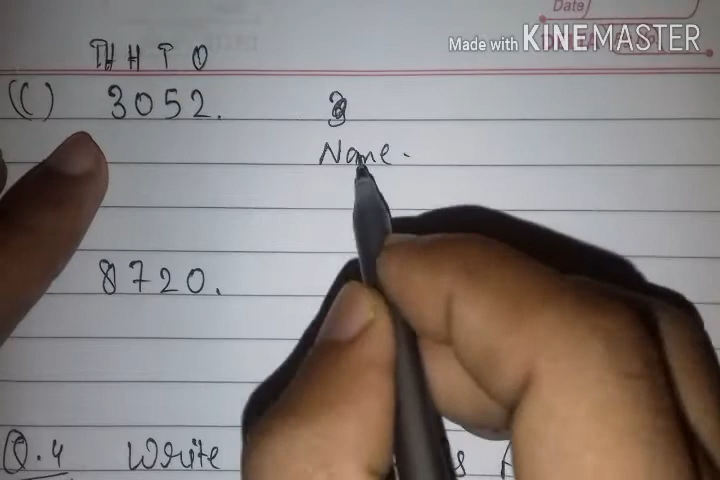 Date
Made with KINEMASTER
TH H T O
(C) 3052.
Name.
8720.
Q.4 Write